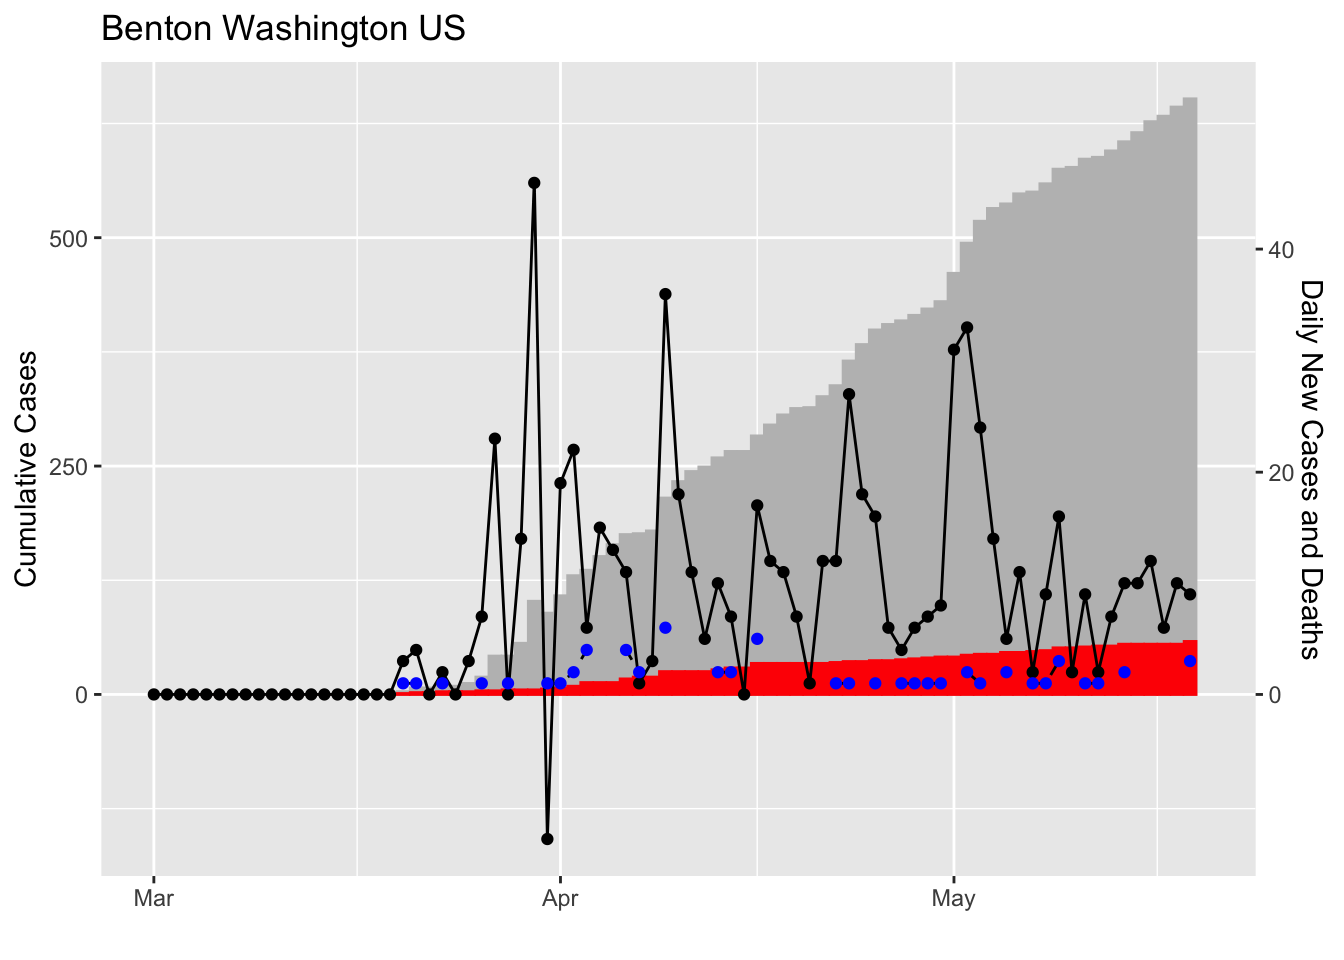 Benton Washington US
Cumulative Cases
500
250
0
40
20
0
Daily New Cases and Deaths
Mar
Apr
May